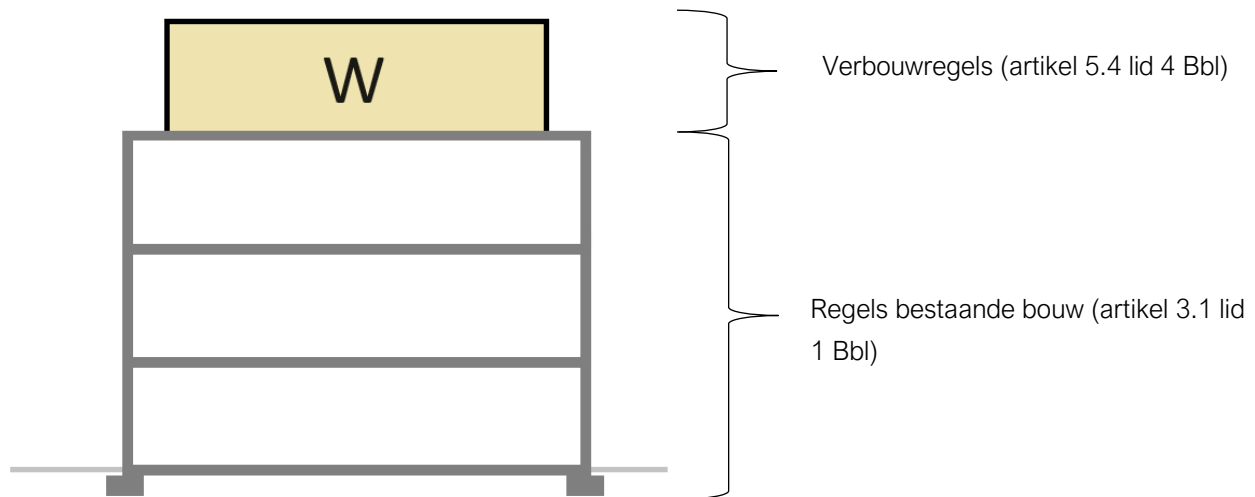 W
Verbouwregels (artikel 5.4 lid 4 Bbl)
Regels bestaande bouw (artikel 3.1 lid
1 Bbl)